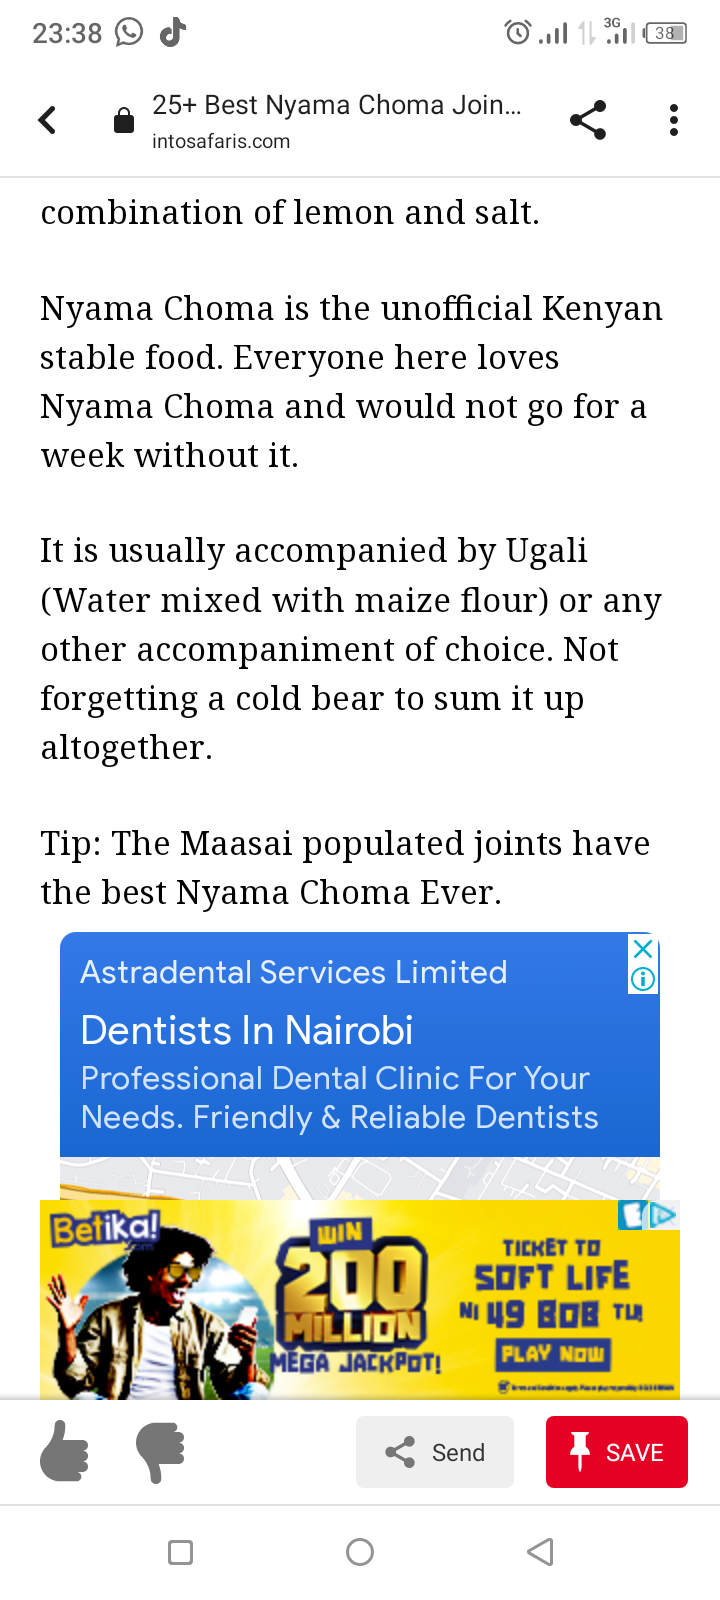 23:38
3G
38
25+ Best Nyama Choma Join...
intosafaris.com
combination of lemon and salt.
Nyama Choma is the unofficial Kenyan
stable food. Everyone here loves
Nyama Choma and would not go for a
week without it.
It is usually accompanied by Ugali
(Water mixed with maize flour) or any
other accompaniment of choice. Not
forgetting a cold bear to sum it up
altogether.
Tip: The Maasai populated joints have
the best Nyama Choma Ever.
Astradental Services Limited
Dentists In Nairobi
Professional Dental Clinic For Your
Needs. Friendly & Reliable Dentists
Betika!
.com
WIN
200
MILLION
MEGA JACKPOT!
TICKET TO
SOFT LIFE
NI 49 BOB TU!
PLAY NOW
Send
SAVE